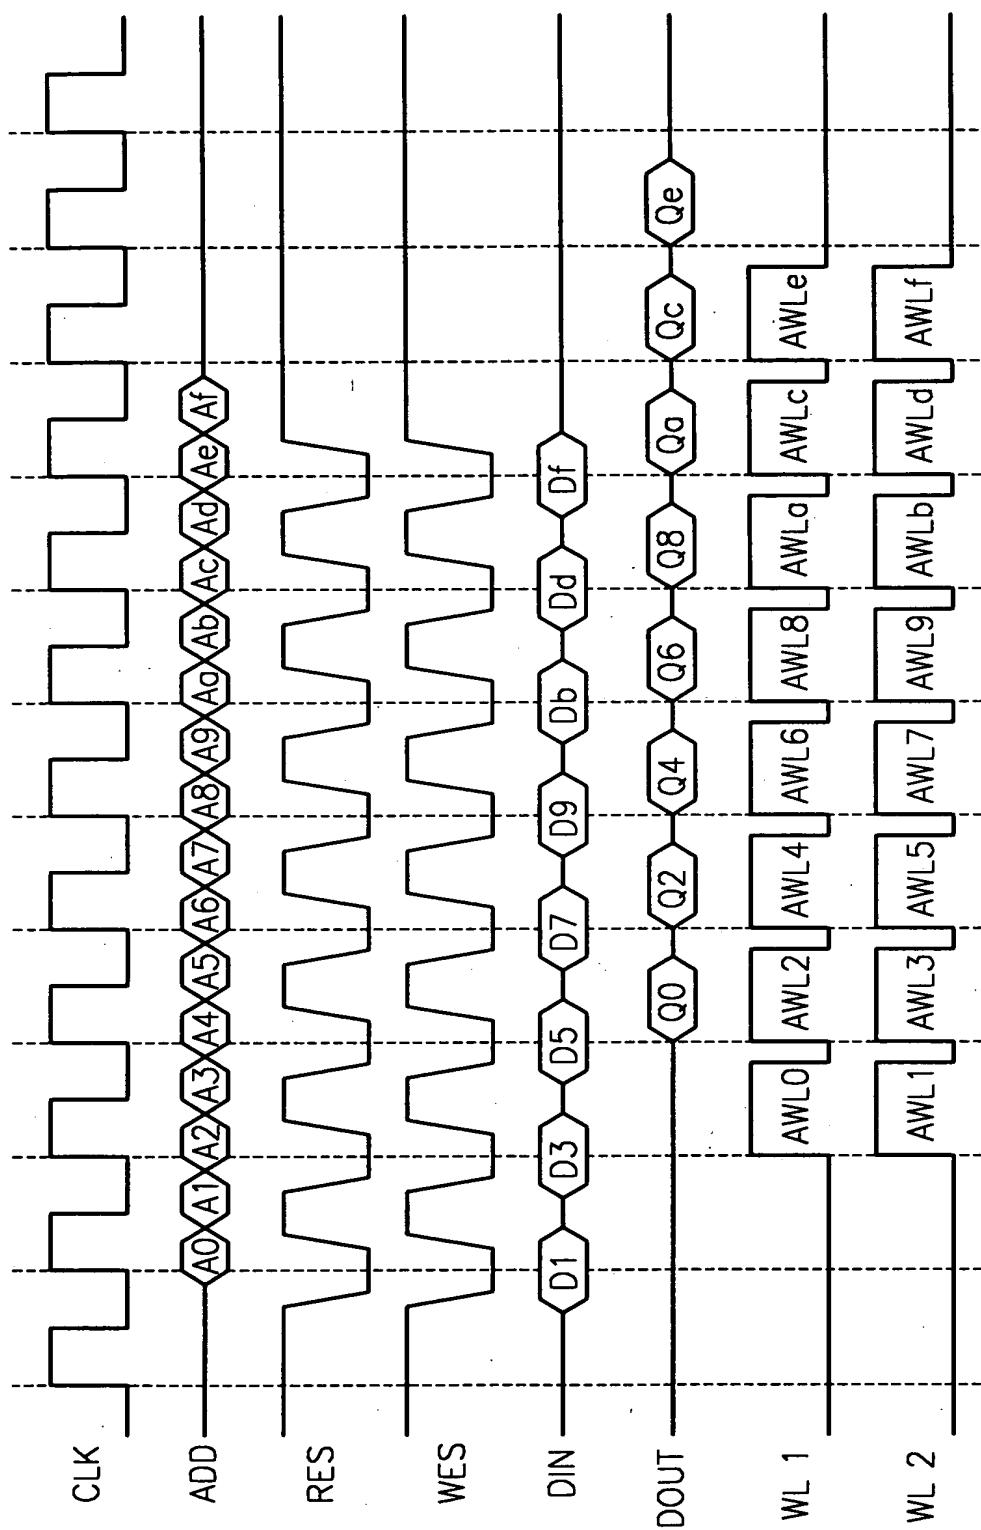 CLK
ADD A0 A1 A2 A3 A4 A5 A6 A7 A8 A9 Aa Ab Ac Ad Ae Af
RES
WES
DIN D1 D3 D5 D7 D9 Db Dd Df
DOUT Q0 Q2 Q4 Q6 Q8 Qa Qc Qe
WL 1 AWL0 AWL2 AWL4 AWL6 AWL8 AWLa AWLc AWLe
WL 2 AWL1 AWL3 AWL5 AWL7 AWL9 AWLb AWLd AWLf